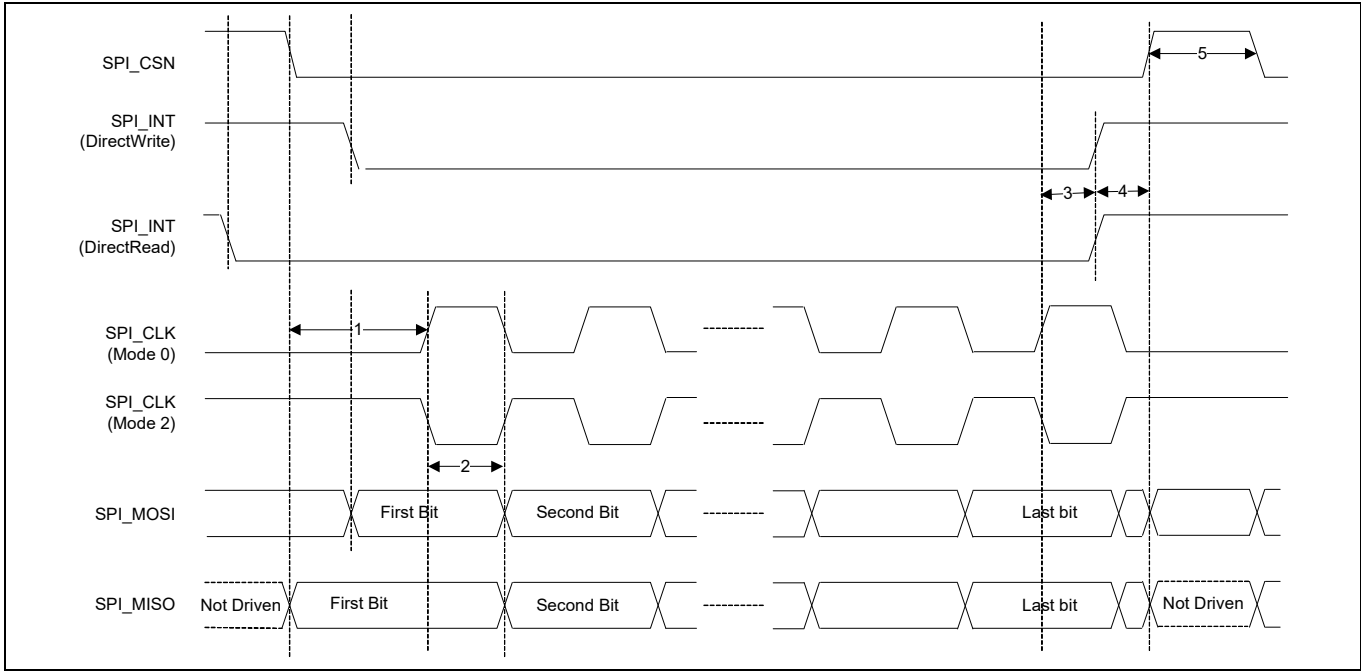 SPI_CSN
5
SPI_INT
(DirectWrite)
3
4
SPI_INT
(DirectRead)
1
SPI_CLK
(Mode 0)
SPI_CLK
(Mode 2)
2
SPI_MOSI
First Bit
Second Bit
Last bit
SPI_MISO
Not Driven
First Bit
Second Bit
Last bit
Not Driven